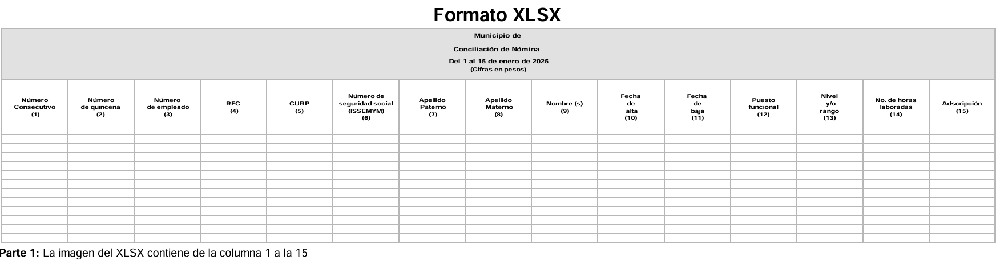 Formato XLSX
Municipio de
Conciliación de Nómina
Del 1 al 15 de enero de 2025
(Cifras en pesos)
Número
Consecutivo
(1)
Número
de quincena
(2)
Número
de empleado
(3)
RFC
(4)
CURP
(5)
Número de
seguridad social
(ISSEMYM)
(6)
Apellido
Paterno
(7)
Apellido
Materno
(8)
Nombre (s)
(9)
Fecha
de
alta
(10)
Fecha
de
baja
(11)
Puesto
funcional
(12)
Nivel
y/o
rango
(13)
No. de horas
laboradas
(14)
Adscripción
(15)
Parte 1: La imagen del XLSX contiene de la columna 1 a la 15